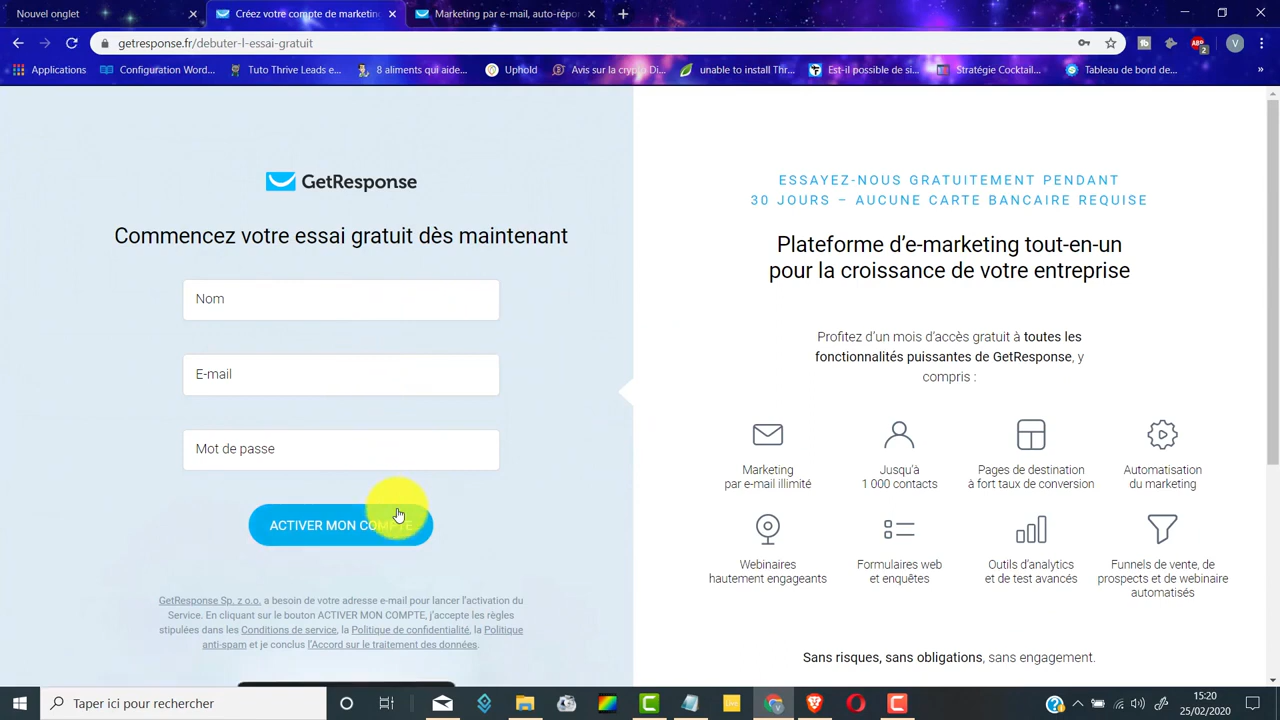 Nouvel onglet
Créez votre compte de marketin
Marketing par e-mail, auto-répor
getresponse.fr/debuter-l-essai-gratuit
Applications
Configuration Word...
Tuto Thrive Leads e...
8 aliments qui aide...
Uphold
Avis sur la crypto Di...
unable to install Thr...
Est-il possible de si...
Stratégie Cocktail...
Tableau de bord de...
»
GetResponse
Commencez votre essai gratuit dès maintenant
Nom
E-mail
Mot de passe
ACTIVER MON COMPTE
GetResponse Sp. z o.o. a besoin de votre adresse e-mail pour lancer l'activation du
Service. En cliquant sur le bouton ACTIVER MON COMPTE, j'accepte les règles
stipulées dans les Conditions de service, la Politique de confidentialité, la Politique
anti-spam et je conclus l'Accord sur le traitement des données.
ESSAYEZ-NOUS GRATUITEMENT PENDANT
30 JOURS – AUCUNE CARTE BANCAIRE REQUISE
Plateforme d'e-marketing tout-en-un
pour la croissance de votre entreprise
Profitez d'un mois d'accès gratuit à toutes les
fonctionnalités puissantes de GetResponse, y
compris :
Marketing
par e-mail illimité
Jusqu'à
1 000 contacts
Pages de destination
à fort taux de conversion
Automatisation
du marketing
Webinaires
hautement engageants
Formulaires web
et enquêtes
Outils d'analytics
et de test avancés
Funnels de vente, de
prospects et de webinaire
automatisés
Sans risques, sans obligations, sans engagement.
Taper ici pour rechercher
15:20
25/02/2020